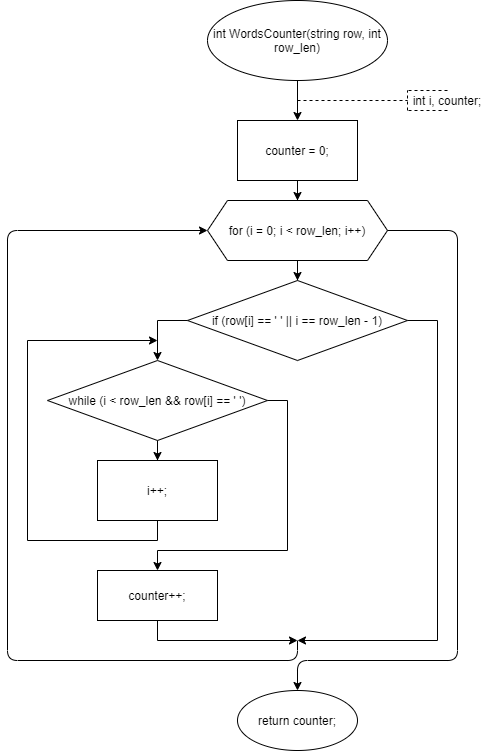 int WordsCounter(string row, int
row_len)
int i, counter;
counter = 0;
for (i = 0; i < row_len; i++)
if (row[i] == ' ' || i == row_len - 1)
while (i < row_len && row[i] == ' ')
i++;
counter++;
return counter;